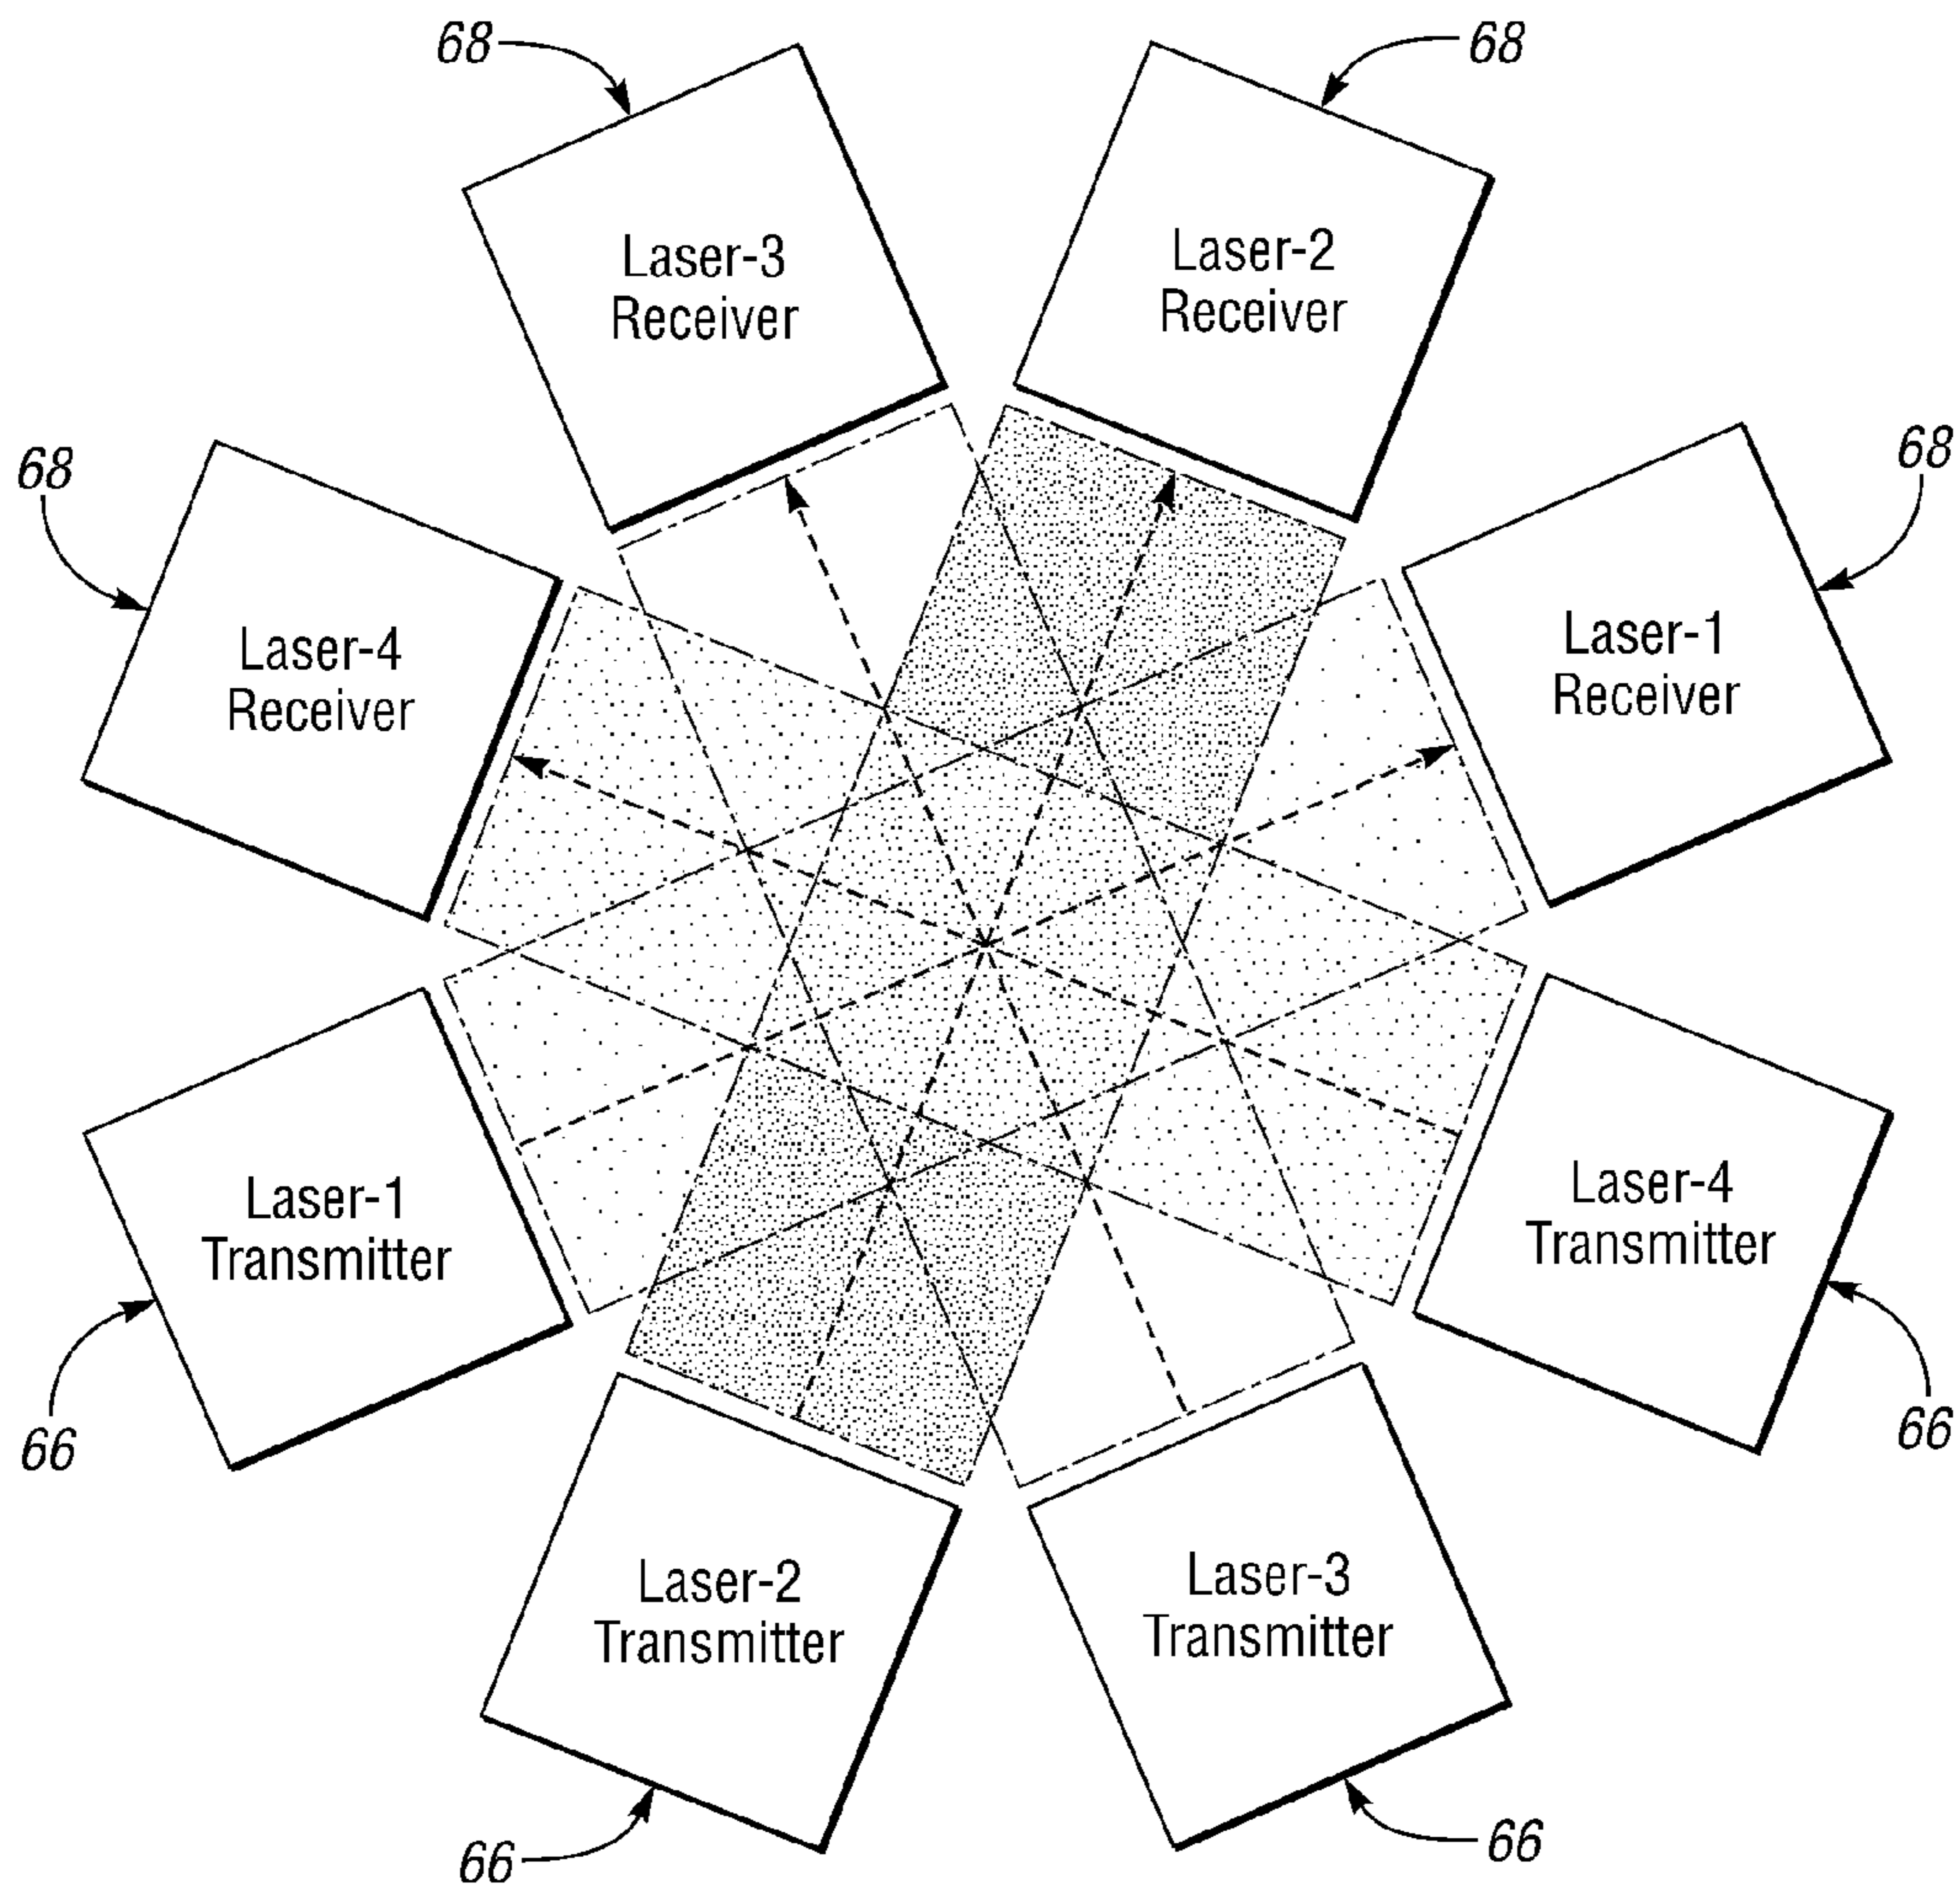 68
68
Laser-3
Receiver
Laser-2
Receiver
68
68
Laser-4
Receiver
Laser-1
Receiver
Laser-1
Transmitter
Laser-4
Transmitter
66
66
Laser-2
Transmitter
Laser-3
Transmitter
66
66